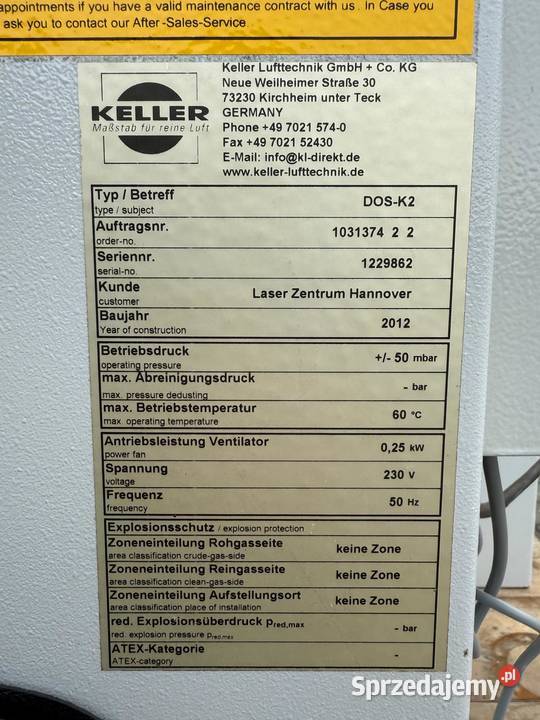 appointments if you have a valid maintenance contract with us. In Case you
ask you to contact our After-Sales-Service.
KELLER
Maßstab für reine Luft
Keller Lufttechnik GmbH + Co. KG
Neue Weilheimer Straße 30
73230 Kirchheim unter Teck
GERMANY
Phone +49 7021 574-0
Fax +49 7021 52430
E-Mail: info@kl-direkt.de
www.keller-lufttechnik.de
Typ / Betreff DOS-K2
type / subject
Auftragsnr. 1031374 2 2
order-no.
Seriennr. 1229862
serial-no.
Kunde Laser Zentrum Hannover
customer
Baujahr 2012
Year of construction
Betriebsdruck +/- 50 mbar
operating pressure
max. Abreinigungsdruck - bar
max. pressure dedusting
max. Betriebstemperatur 60 °C
max. operating temperature
Antriebsleistung Ventilator 0,25 kW
power fan
Spannung 230 V
voltage
Frequenz 50 Hz
frequency
Explosionsschutz / explosion protection
Zoneneinteilung Rohgasseite keine Zone
area classification crude-gas-side
Zoneneinteilung Reingasseite keine Zone
area classification clean-gas-side
Zoneneinteilung Aufstellungsort keine Zone
area classification place of installation
red. Explosionsüberdruck pred,max - bar
red. explosion pressure pred,max
ATEX-Kategorie -
ATEX-category
Sprzedajemy.pl